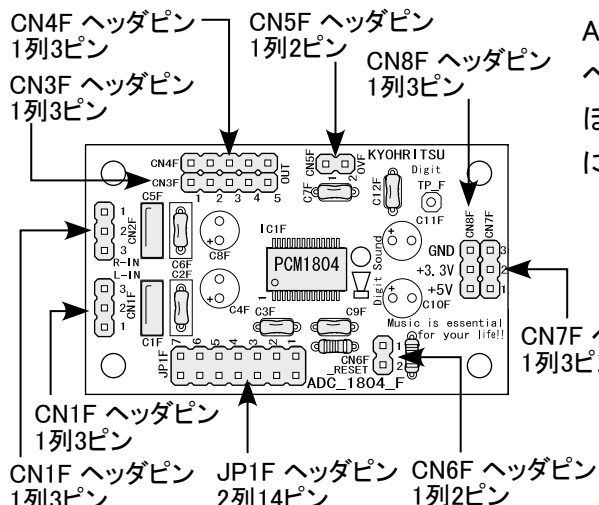 CN4F ヘッダピン
1列3ピン
CN3F ヘッダピン
1列3ピン
CN5F ヘッダピン
1列2ピン
CN8F ヘッダピン
1列3ピン
A
ヘ
ほ
に
CN4F
CN3F
1 2 3 4 5
OUT
CN5F
1 2
OVF
KYOHRITSU
Digit
TP_F
C7F
C12F
C11F
C5F
1
2
3
CN2F
R-IN
L-IN
C6F
C2F
C8F
IC1F
PCM1804
1
Digit Sound
CN8F
CN7F
GND
+3.3V
+5V
3
2
1
C10F
3
2
1
CN1F
C1F
C4F
C3F
C9F
Music is essential
for your life!!
7 6 5 4 3 2 1
JP1F
CN6F
_RESET
1
2
ADC_1804_F
CN7F
1列3ピ
CN1F ヘッダピン
1列3ピン
CN1F ヘッダピン
1列3ピン
JP1F ヘッダピン
2列14ピン
CN6F ヘッダピン
1列2ピン